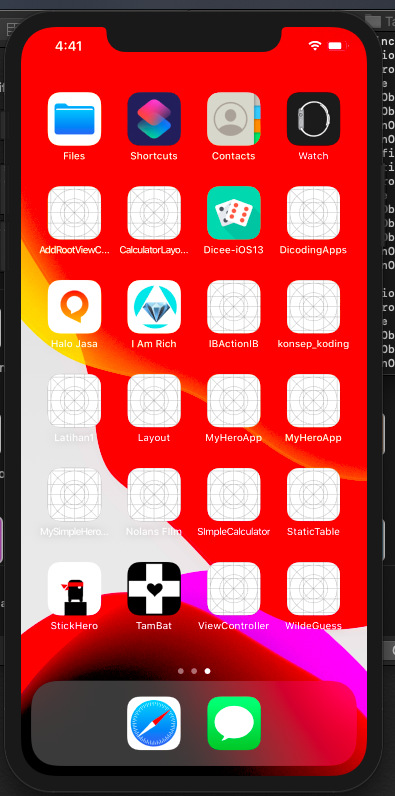 4:41
Files
Shortcuts
Contacts
Watch
AddRootViewC...
CalculatorLayo...
Dicee-iOS13
DicodingApps
Halo Jasa
I Am Rich
IBActionIB
konsep_koding
Latihan1
Layout
MyHeroApp
MyHeroApp
MySimpleHero...
Nolans Film
SImpleCalculator
StaticTable
StickHero
TamBat
ViewController
WildeGuess